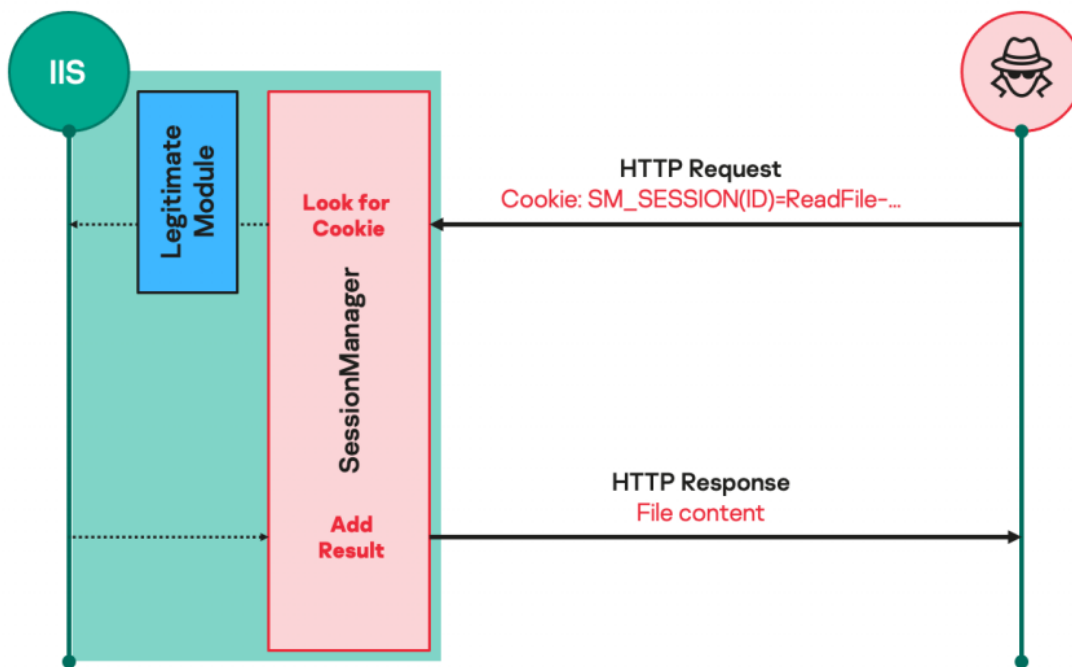 IIS
Legitimate
Module
Look for
Cookie
SessionManager
Add
Result
HTTP Request
Cookie: SM_SESSION(ID)=ReadFile-...
HTTP Response
File content